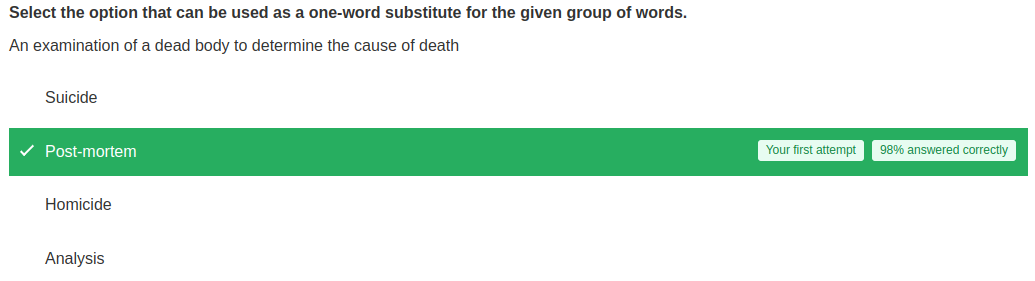 Select the option that can be used as a one-word substitute for the given group of words.
An examination of a dead body to determine the cause of death
Suicide
Post-mortem Your first attempt 98% answered correctly
Homicide
Analysis